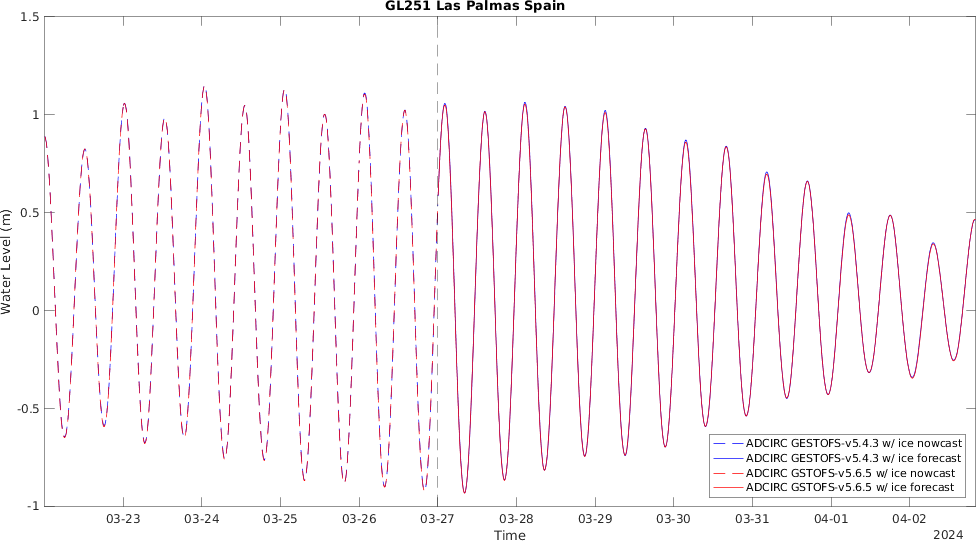 GL251 Las Palmas Spain
1.5
1
0.5
0
-0.5
-1
Water Level (m)
ADCIRC GESTOFS-v5.4.3 w/ ice nowcast
ADCIRC GESTOFS-v5.4.3 w/ ice forecast
ADCIRC GSTOFS-v5.6.5 w/ ice nowcast
ADCIRC GSTOFS-v5.6.5 w/ ice forecast
03-23 03-24 03-25 03-26 03-27 03-28 03-29 03-30 03-31 04-01 04-02
Time
2024